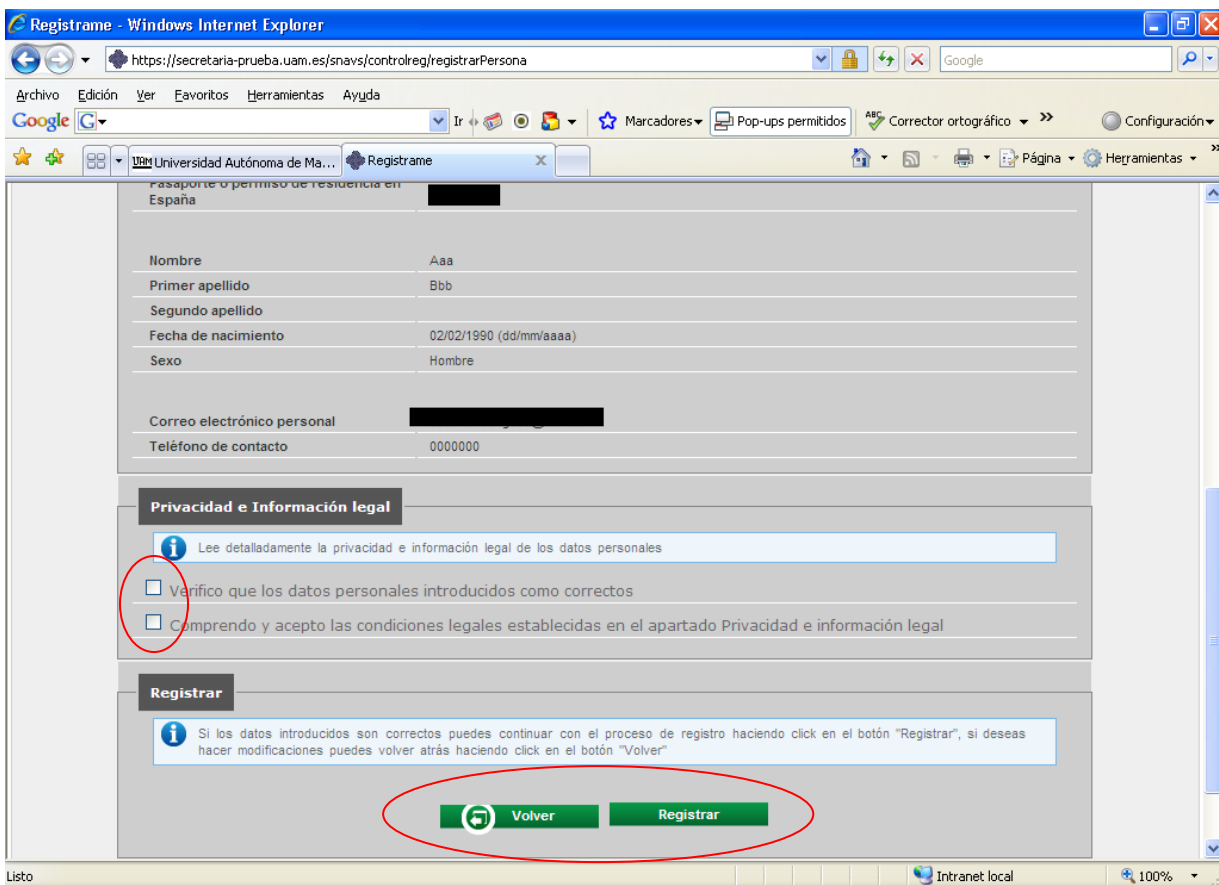 Registrame - Windows Internet Explorer
https://secretaria-prueba.uam.es/snavs/controlreg/registrarPersona
Google
Archivo Edición Ver Favoritos Herramientas Ayuda
Google G Ir Marcadores Pop-ups permitidos ABC Corrector ortográfico » Configuración
UAM Universidad Autónoma de Ma... Registrame x Página Herramientas »
Pasaporte o permiso de residencia en
España
Nombre Aaa
Primer apellido Bbb
Segundo apellido
Fecha de nacimiento 02/02/1990 (dd/mm/aaaa)
Sexo Hombre
Correo electrónico personal
Teléfono de contacto 0000000
Privacidad e Información legal
i Lee detalladamente la privacidad e información legal de los datos personales
Verifico que los datos personales introducidos como correctos
Comprendo y acepto las condiciones legales establecidas en el apartado Privacidad e información legal
Registrar
i Si los datos introducidos son correctos puedes continuar con el proceso de registro haciendo click en el botón "Registrar", si deseas
hacer modificaciones puedes volver atrás haciendo click en el botón "Volver"
Volver Registrar
Listo Intranet local 100%